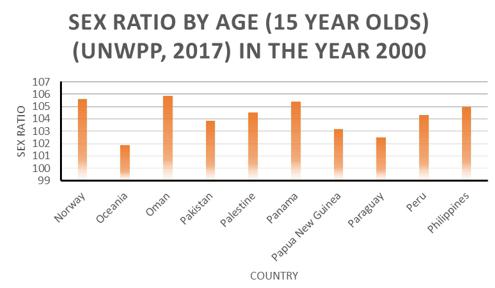 SEX RATIO BY AGE (15 YEAR OLDS)
(UNWPP, 2017) IN THE YEAR 2000
107
106
105
104
103
102
101
100
99
SEX RATIO
Norway
Oceania
Oman
Pakistan
Palestine
Panama
Papua New Guinea
Paraguay
Peru
Philippines
COUNTRY